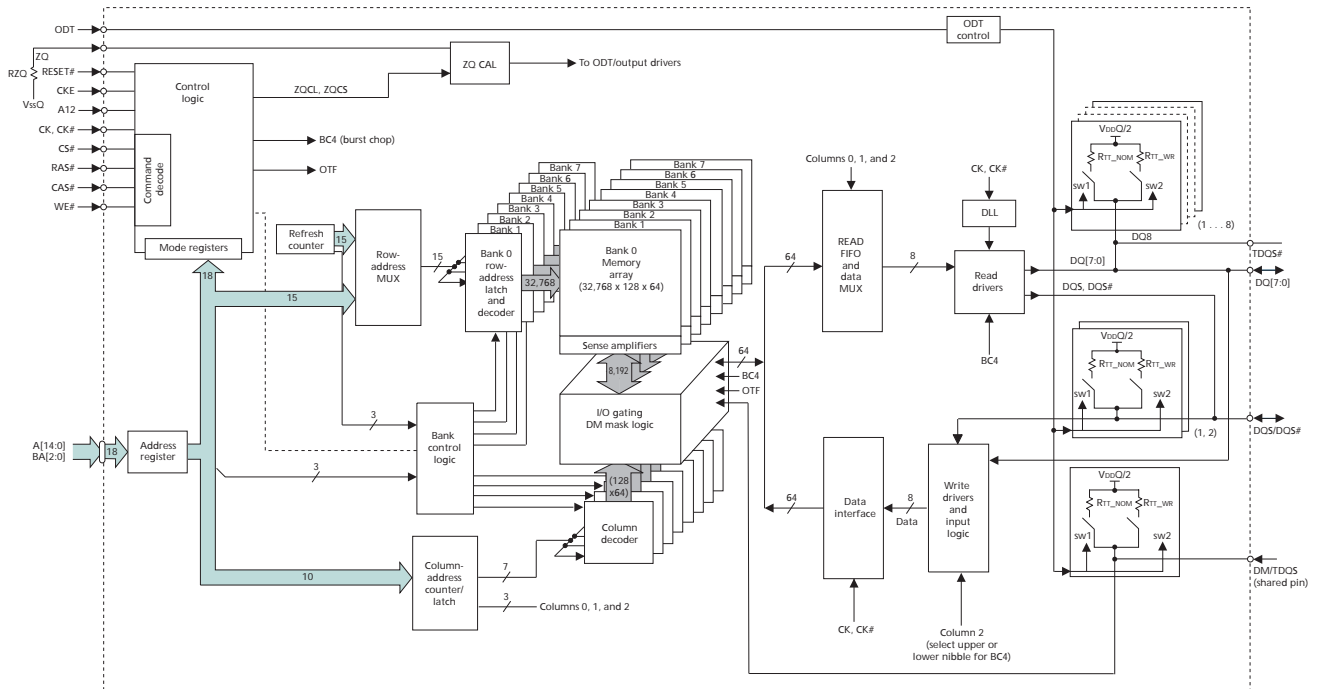 ODT
ODT
control
ZQ
RZQ
VSSQ
RESET#
CKE
A12
CK, CK#
CS#
RAS#
CAS#
WE#
Control
logic
Command
decode
Mode registers
ZQ CAL
To ODT/output drivers
ZQCL, ZQCS
BC4 (burst chop)
OTF
Refresh
counter
15
Row-
address
MUX
15
15
18
Bank 7
Bank 6
Bank 5
Bank 4
Bank 3
Bank 2
Bank 1
Bank 0
row-
address
latch
and
decoder
32,768
Bank 7
Bank 6
Bank 5
Bank 4
Bank 3
Bank 2
Bank 1
Bank 0
Memory
array
(32,768 x 128 x 64)
Sense amplifiers
8,192
64
BC4
OTF
I/O gating
DM mask logic
(128
x64)
Column
decoder
3
Bank
control
logic
3
A[14:0]
BA[2:0]
18
Address
register
10
Column-
address
counter/
latch
7
3
Columns 0, 1, and 2
Columns 0, 1, and 2
64
READ
FIFO
and
data
MUX
8
CK, CK#
DLL
Read
drivers
BC4
DQ8
DQ[7:0]
DQS, DQS#
64
Data
interface
8
Data
Write
drivers
and
input
logic
CK, CK#
Column 2
(select upper or
lower nibble for BC4)
VDDQ/2
RTT_NOM
RTT_WR
sw1
sw2
(1 . . . 8)
TDQS#
DQ[7:0]
VDDQ/2
RTT_NOM
RTT_WR
sw1
sw2
(1, 2)
DQS/DQS#
VDDQ/2
RTT_NOM
RTT_WR
sw1
sw2
DM/TDQS
(shared pin)